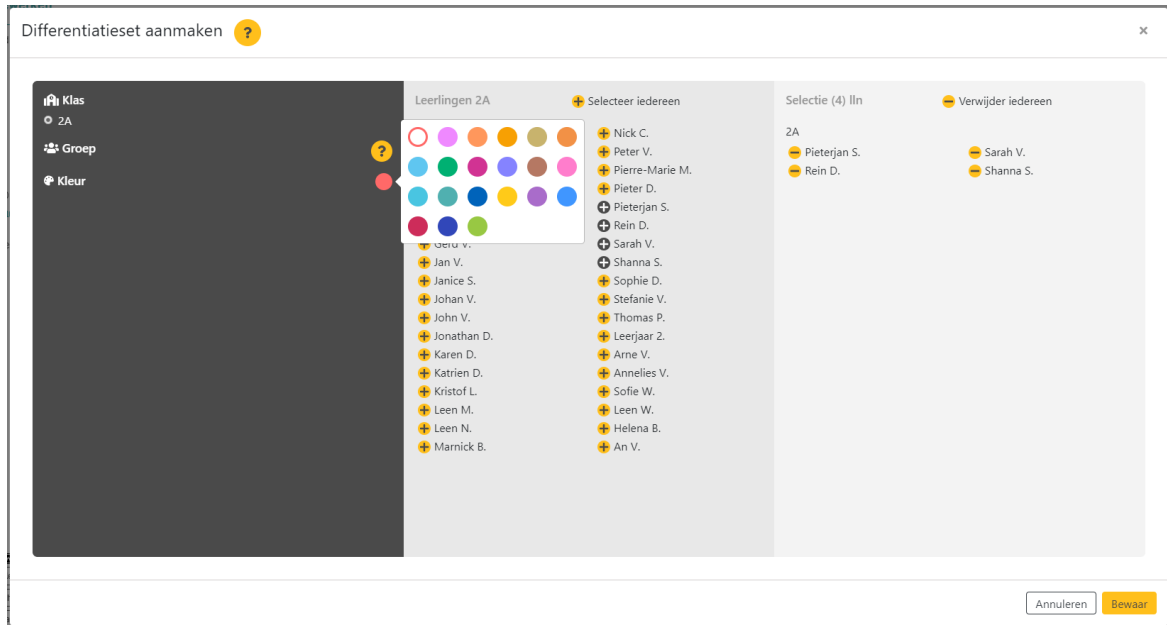 Differentiatieset aanmaken ?
×
Klas
2A
Groep
?
Kleur
Leerlingen 2A
Selecteer iedereen
Gerd V.
Jan V.
Janice S.
Johan V.
John V.
Jonathan D.
Karen D.
Katrien D.
Kristof L.
Leen M.
Leen N.
Marnick B.
Nick C.
Peter V.
Pierre-Marie M.
Pieter D.
Pieterjan S.
Rein D.
Sarah V.
Shanna S.
Sophie D.
Stefanie V.
Thomas P.
Leerjaar 2.
Arne V.
Annelies V.
Sofie W.
Leen W.
Helena B.
An V.
Selectie (4) lln
Verwijder iedereen
2A
Pieterjan S.
Sarah V.
Rein D.
Shanna S.
Annuleren
Bewaar